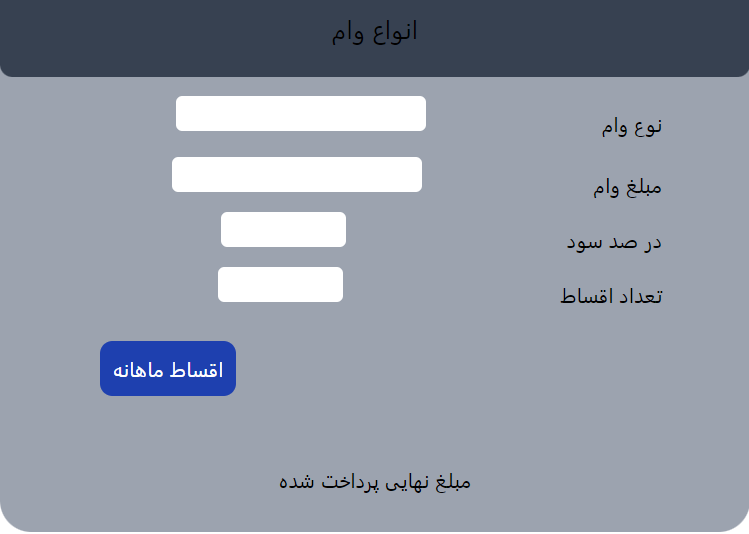 انواع وام
نوع وام
مبلغ وام
در صد سود
تعداد اقساط
اقساط ماهانه
مبلغ نهایی پرداخت شده